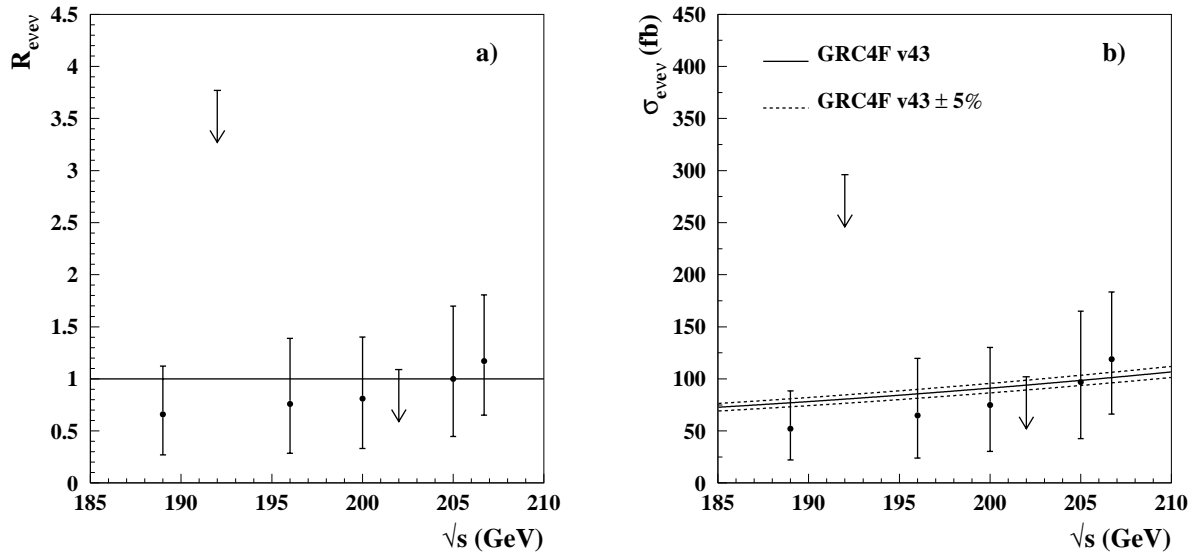 R_eνeν
a)
4.5
4
3.5
3
2.5
2
1.5
1
0.5
0
185 190 195 200 205 210
√s (GeV)
σ_eνeν (fb)
b)
GRC4F v43
GRC4F v43 ± 5%
450
400
350
300
250
200
150
100
50
0
185 190 195 200 205 210
√s (GeV)